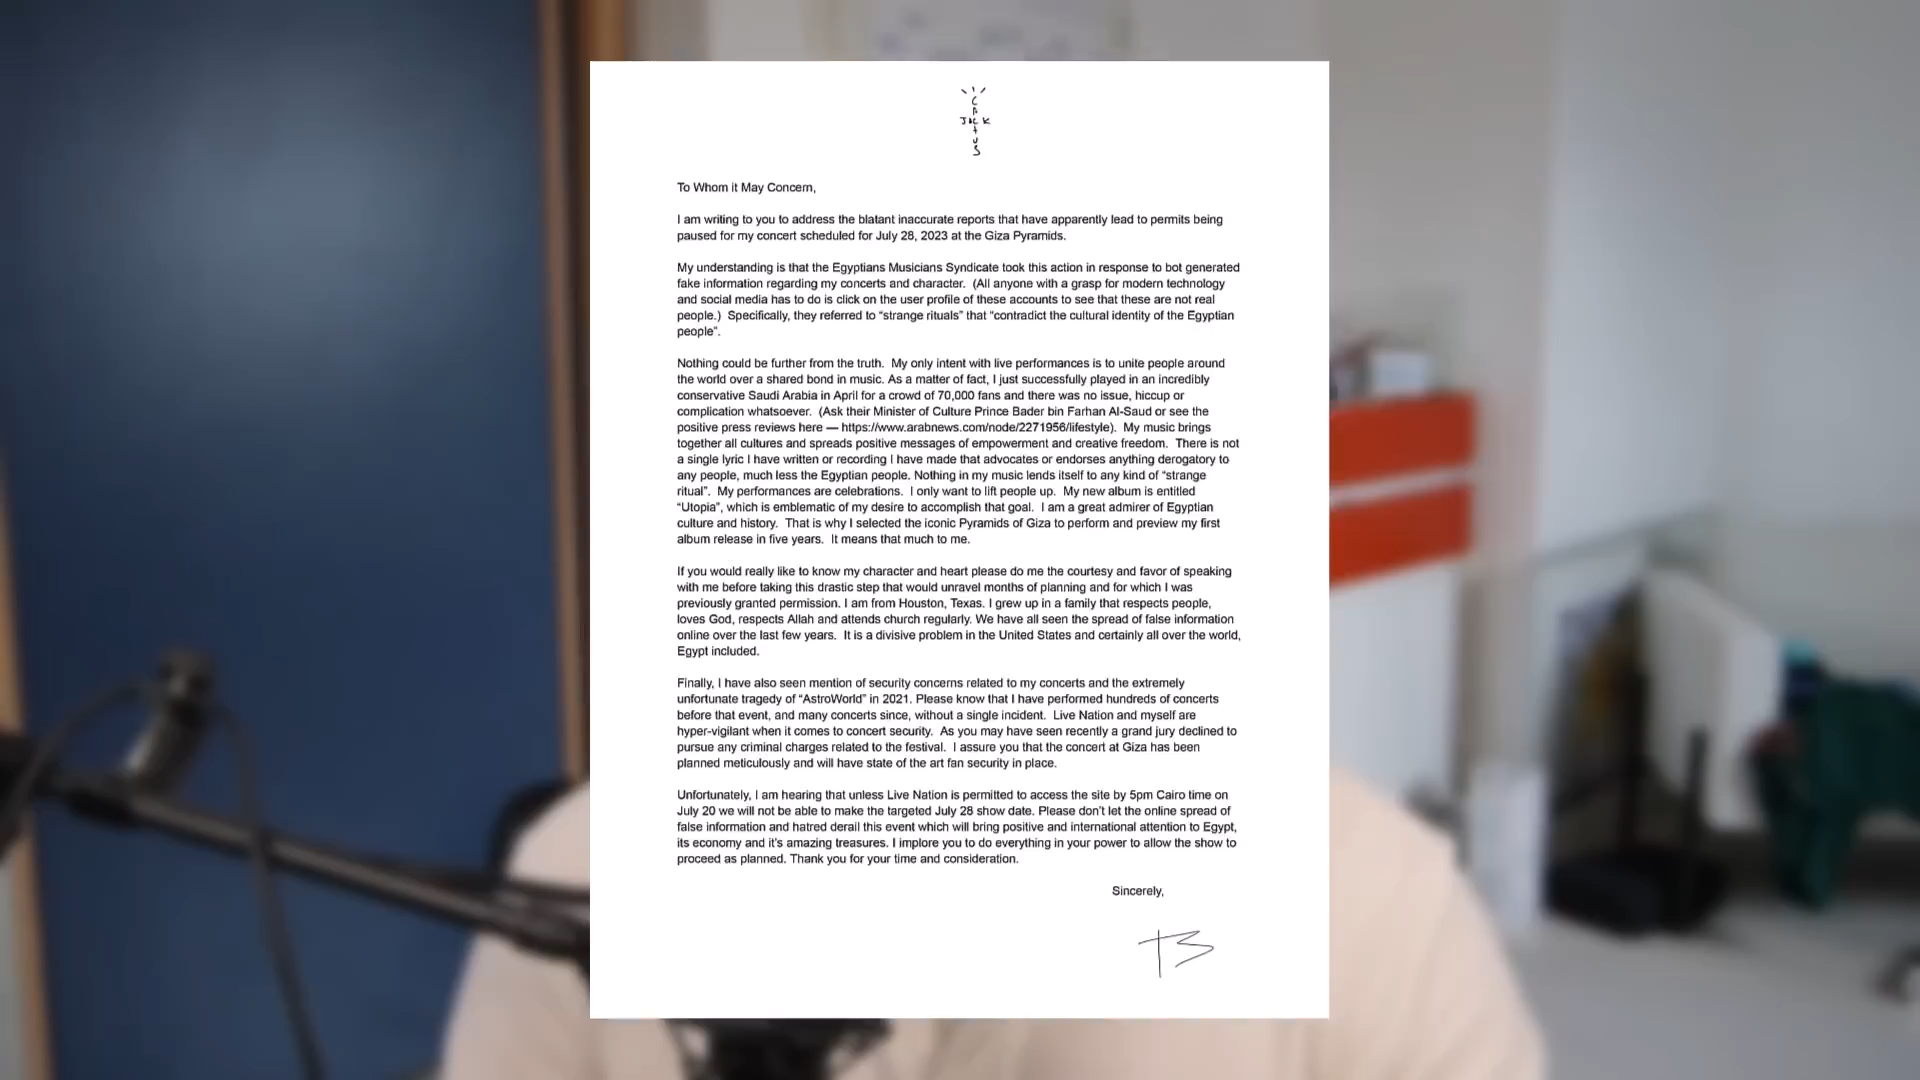 CACTUS
JACK
To Whom it May Concern,
I am writing to you to address the blatant inaccurate reports that have apparently lead to permits being
paused for my concert scheduled for July 28, 2023 at the Giza Pyramids.
My understanding is that the Egyptians Musicians Syndicate took this action in response to bot generated
fake information regarding my concerts and character.  (All anyone with a grasp for modern technology
and social media has to do is click on the user profile of these accounts to see that these are not real
people.)  Specifically, they referred to “strange rituals” that “contradict the cultural identity of the Egyptian
people”.
Nothing could be further from the truth.  My only intent with live performances is to unite people around
the world over a shared bond in music. As a matter of fact, I just successfully played in an incredibly
conservative Saudi Arabia in April for a crowd of 70,000 fans and there was no issue, hiccup or
complication whatsoever.  (Ask their Minister of Culture Prince Bader bin Farhan Al-Saud or see the
positive press reviews here — https://www.arabnews.com/node/2271956/lifestyle).  My music brings
together all cultures and spreads positive messages of empowerment and creative freedom.  There is not
a single lyric I have written or recording I have made that advocates or endorses anything derogatory to
any people, much less the Egyptian people. Nothing in my music lends itself to any kind of “strange
ritual”.  My performances are celebrations.  I only want to lift people up.  My new album is entitled
“Utopia”, which is emblematic of my desire to accomplish that goal.  I am a great admirer of Egyptian
culture and history.  That is why I selected the iconic Pyramids of Giza to perform and preview my first
album release in five years.  It means that much to me.
If you would really like to know my character and heart please do me the courtesy and favor of speaking
with me before taking this drastic step that would unravel months of planning and for which I was
previously granted permission. I am from Houston, Texas. I grew up in a family that respects people,
loves God, respects Allah and attends church regularly. We have all seen the spread of false information
online over the last few years.  It is a divisive problem in the United States and certainly all over the world,
Egypt included.
Finally, I have also seen mention of security concerns related to my concerts and the extremely
unfortunate tragedy of “AstroWorld” in 2021. Please know that I have performed hundreds of concerts
before that event, and many concerts since, without a single incident.  Live Nation and myself are
hyper-vigilant when it comes to concert security.  As you may have seen recently a grand jury declined to
pursue any criminal charges related to the festival.  I assure you that the concert at Giza has been
planned meticulously and will have state of the art fan security in place.
Unfortunately, I am hearing that unless Live Nation is permitted to access the site by 5pm Cairo time on
July 20 we will not be able to make the targeted July 28 show date. Please don’t let the online spread of
false information and hatred derail this event which will bring positive and international attention to Egypt,
its economy and it’s amazing treasures. I implore you to do everything in your power to allow the show to
proceed as planned. Thank you for your time and consideration.
Sincerely,